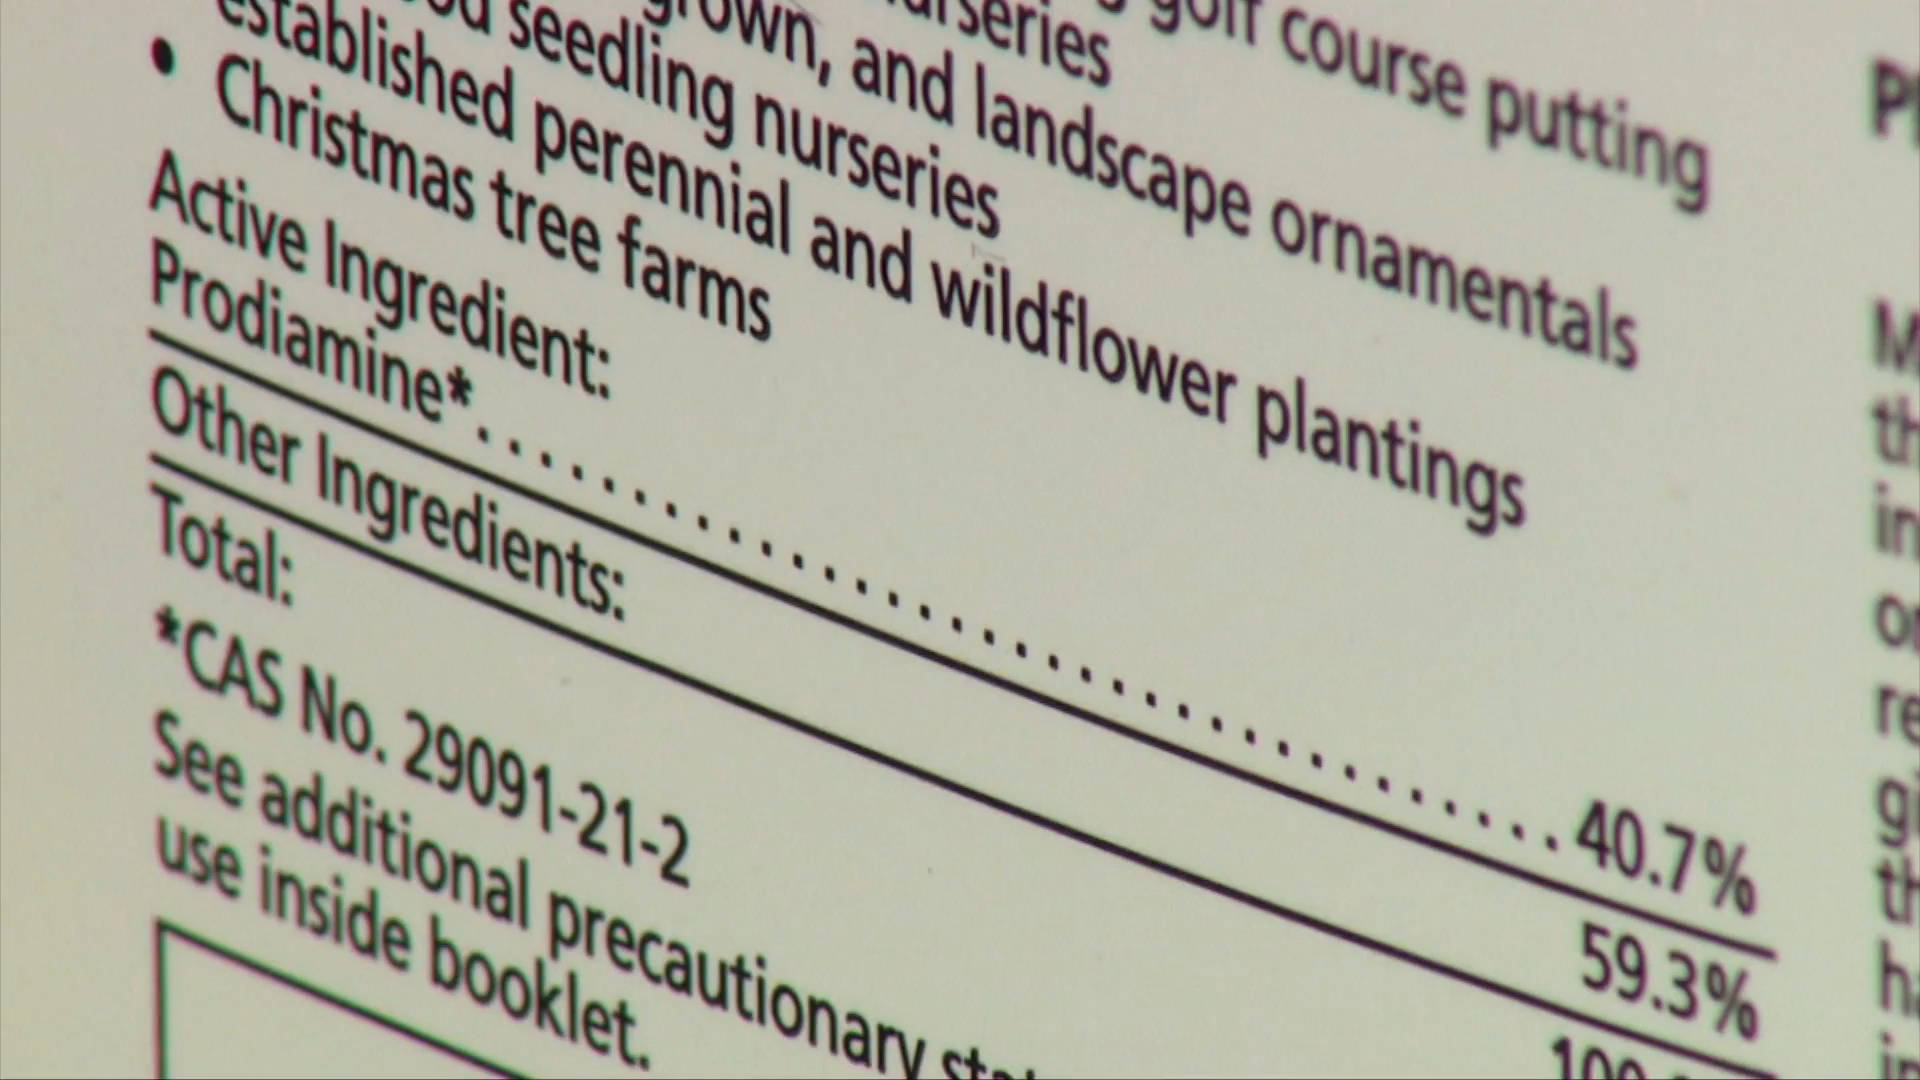 golf course putting
nurseries
grown, and landscape ornamentals
seedling nurseries
established perennial and wildflower plantings
• Christmas tree farms
Active Ingredient:
Prodiamine*. . . . . . . . . . . . . . . . . . . . . . . . . . . . . . . . . . 40.7%
Other Ingredients: 59.3%
Total:
*CAS No. 29091-21-2
See additional precautionary
use inside booklet.